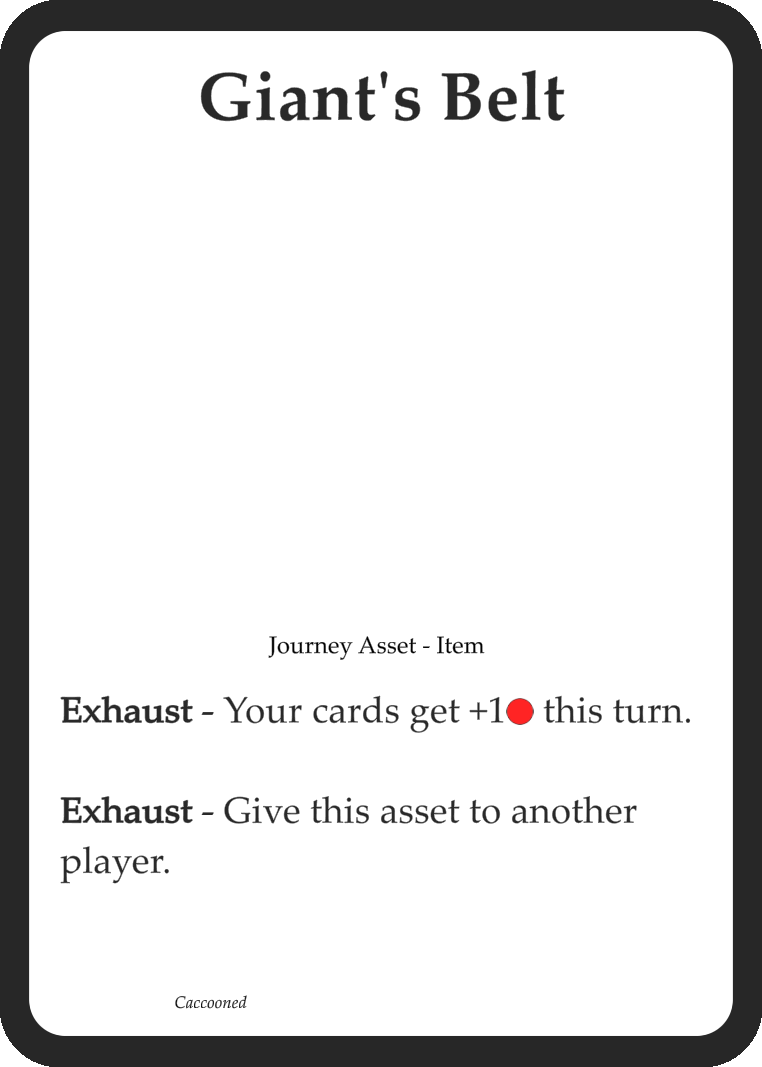 Giant's Belt
Journey Asset - Item
Exhaust - Your cards get +1🔴 this turn.
Exhaust - Give this asset to another
player.
Caccooned